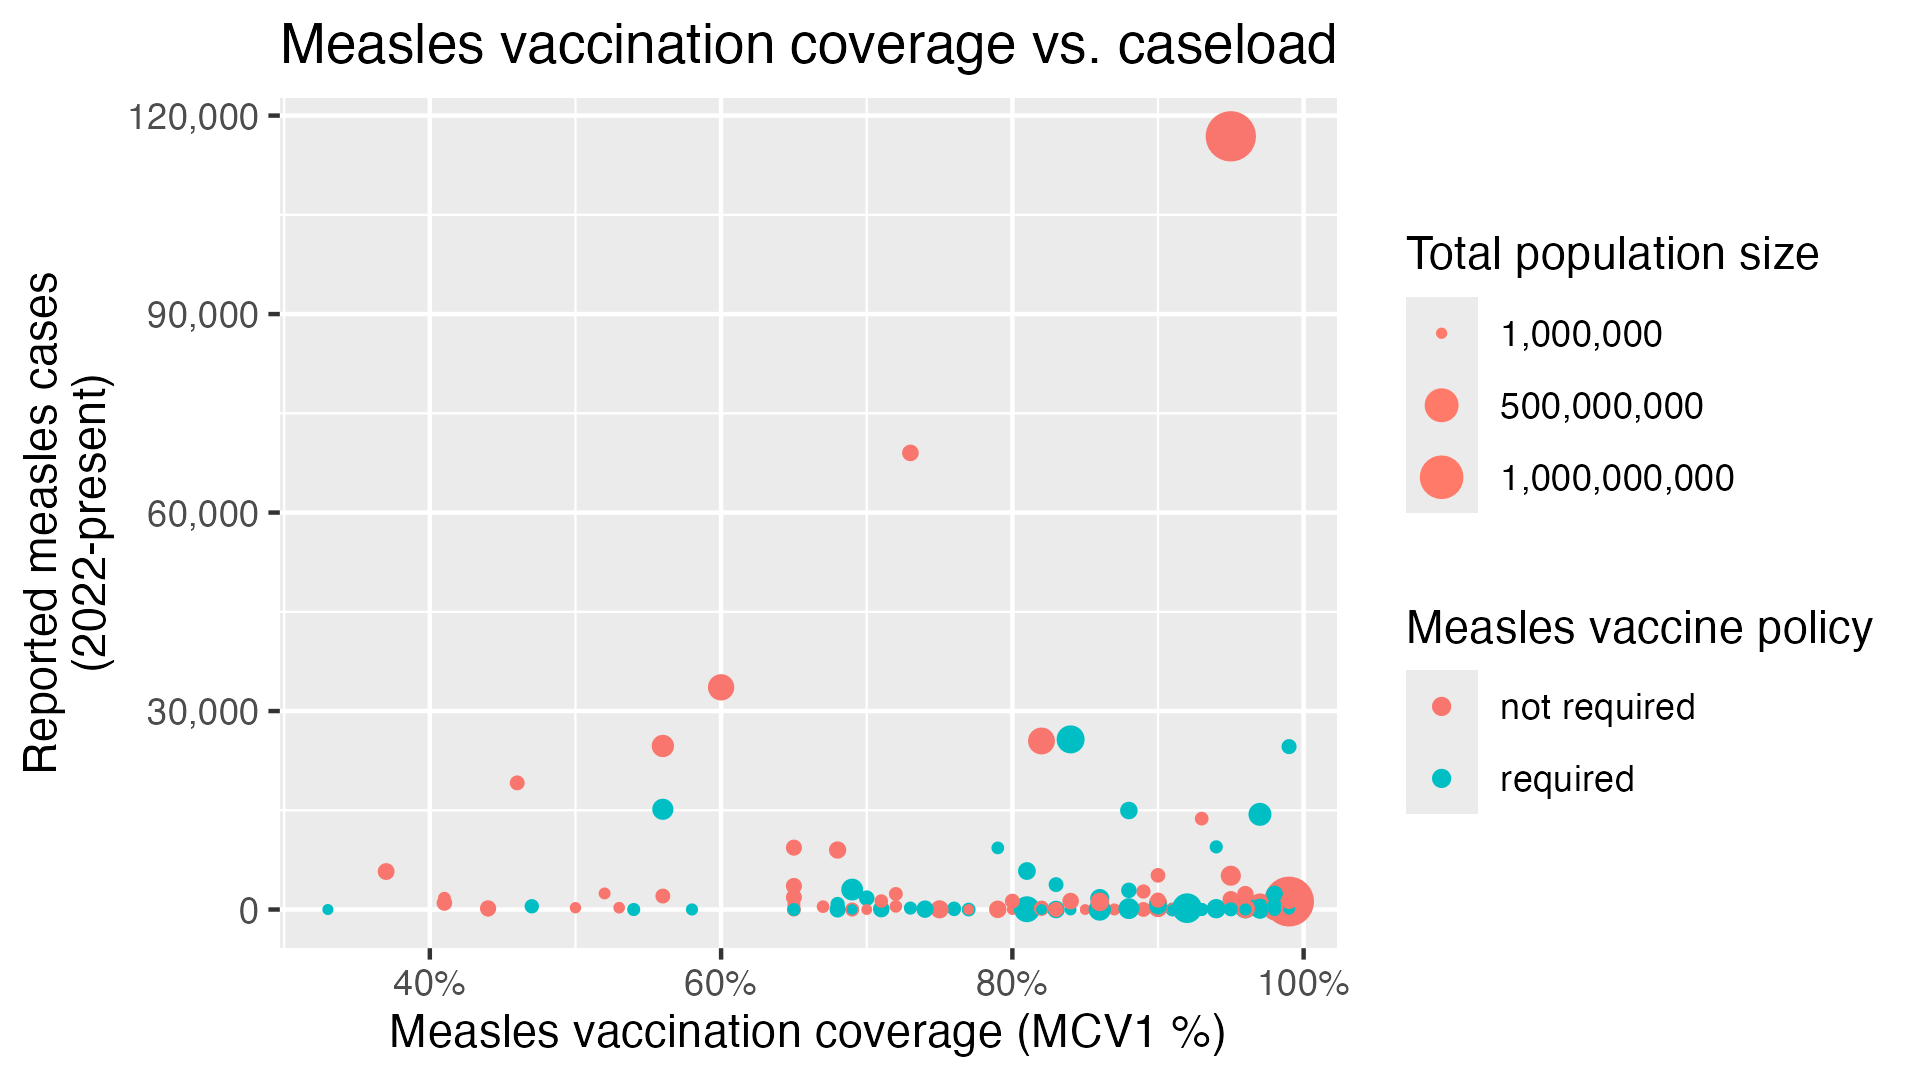 Measles vaccination coverage vs. caseload
120,000
90,000
60,000
30,000
0
Reported measles cases
(2022-present)
40%
60%
80%
100%
Measles vaccination coverage (MCV1 %)
Total population size
1,000,000
500,000,000
1,000,000,000
Measles vaccine policy
not required
required